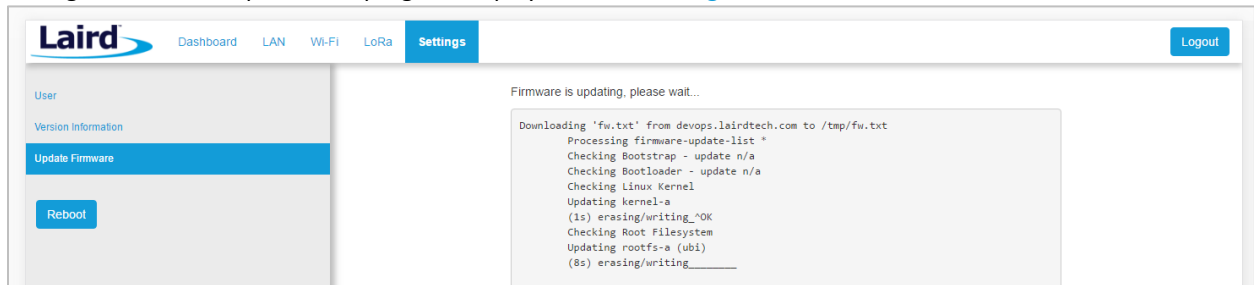 Laird
Dashboard LAN Wi-Fi LoRa Settings Logout
User
Version Information
Update Firmware
Reboot
Firmware is updating, please wait...
Downloading 'fw.txt' from devops.lairdtech.com to /tmp/fw.txt
Processing firmware-update-list *
Checking Bootstrap - update n/a
Checking Bootloader - update n/a
Checking Linux Kernel
Updating kernel-a
(1s) erasing/writing_^OK
Checking Root Filesystem
Updating rootfs-a (ubi)
(8s) erasing/writing________